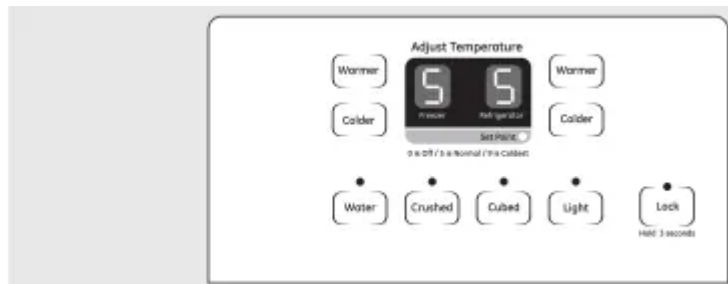 Adjust Temperature
Warmer
Warmer
5 5
Freezer Refrigerator
Colder
Colder
Set Point
0 is Off / 5 is Normal / 9 is Coldest
Water Crushed Cubed Light Lock
Hold 3 seconds